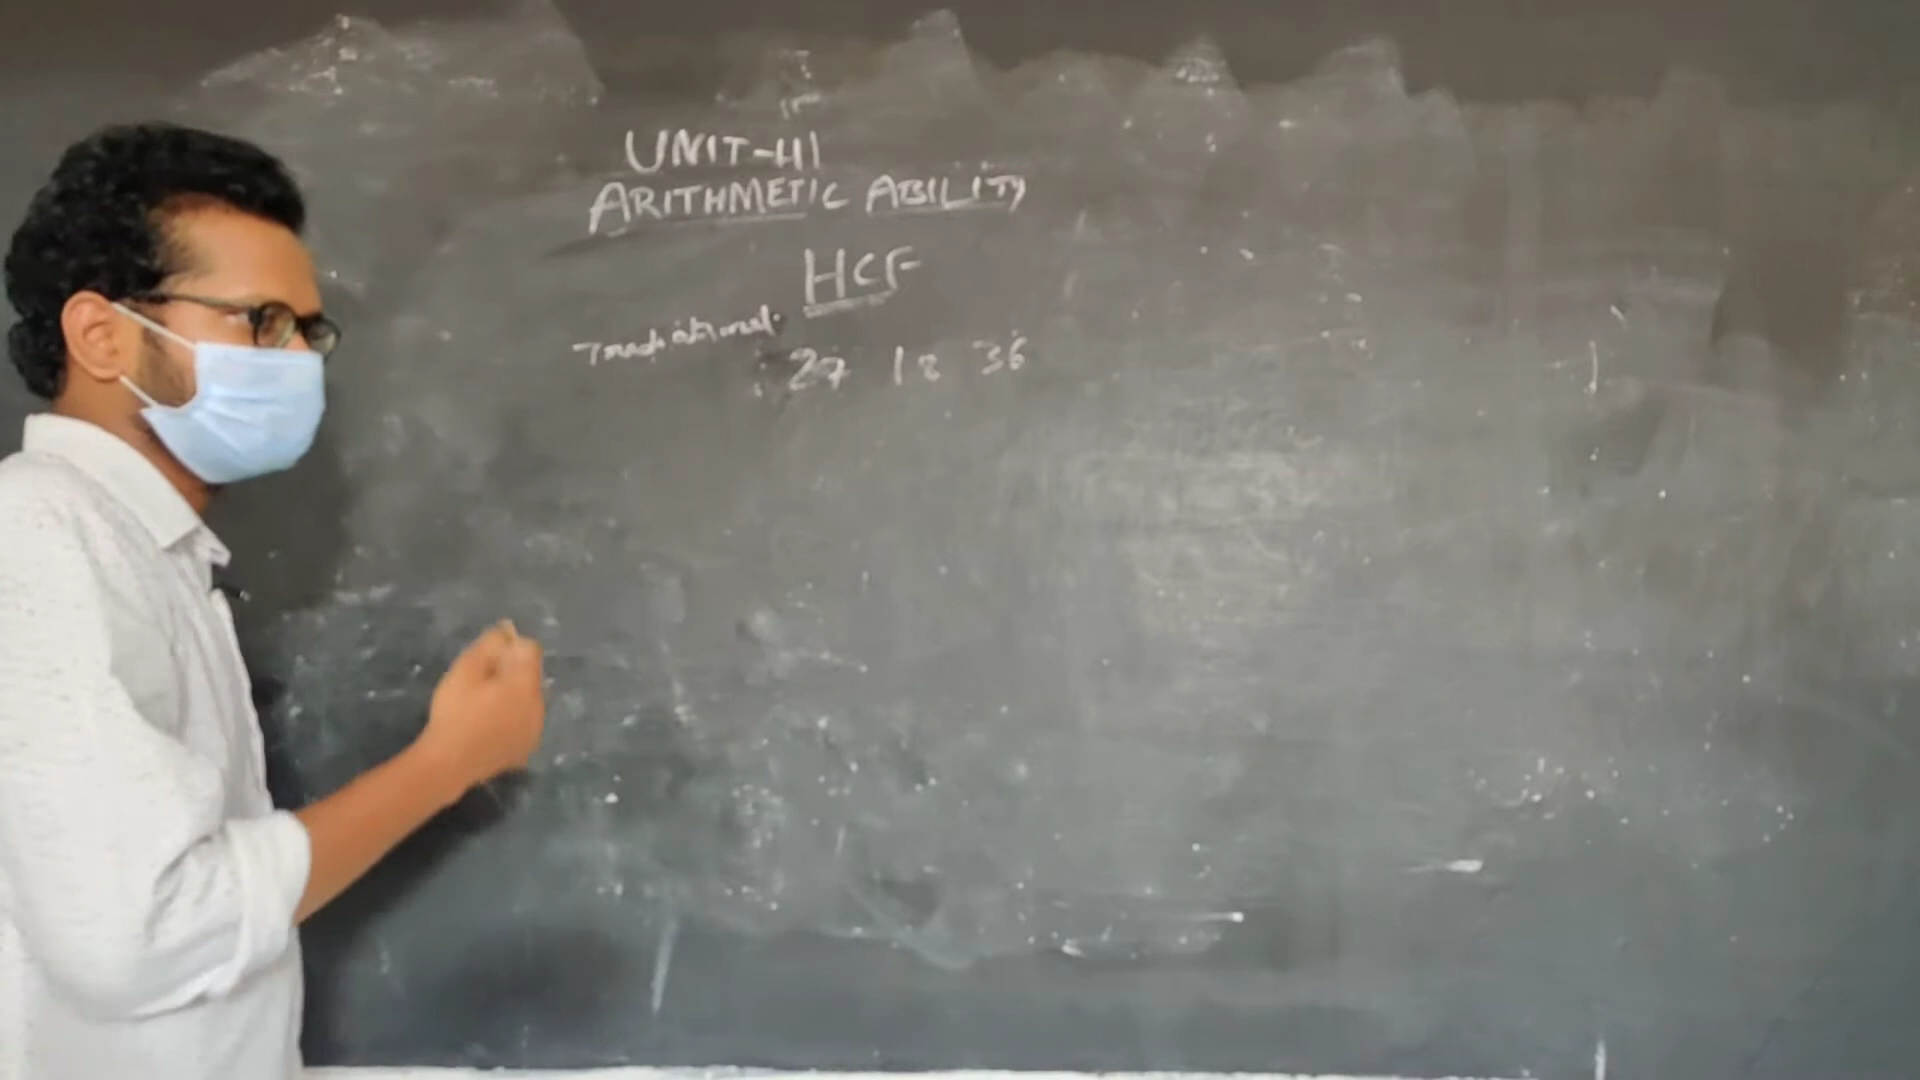 UNIT-III
ARITHMETIC ABILITY
HCF
Traditional.
: 27 18 36